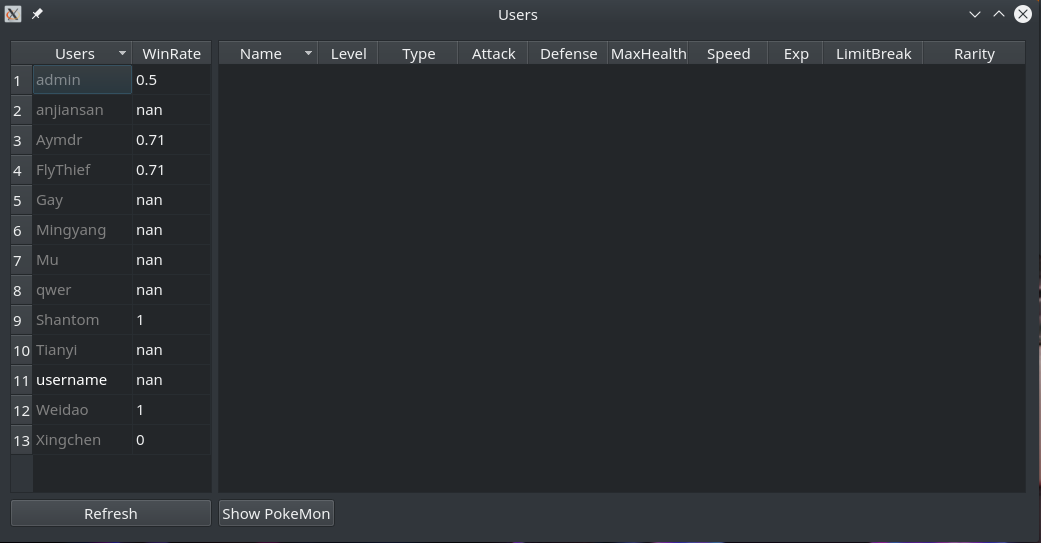 Users
Users WinRate Name Level Type Attack Defense MaxHealth Speed Exp LimitBreak Rarity
1 admin 0.5
2 anjiansan nan
3 Aymdr 0.71
4 FlyThief 0.71
5 Gay nan
6 Mingyang nan
7 Mu nan
8 qwer nan
9 Shantom 1
10 Tianyi nan
11 username nan
12 Weidao 1
13 Xingchen 0
Refresh Show PokeMon